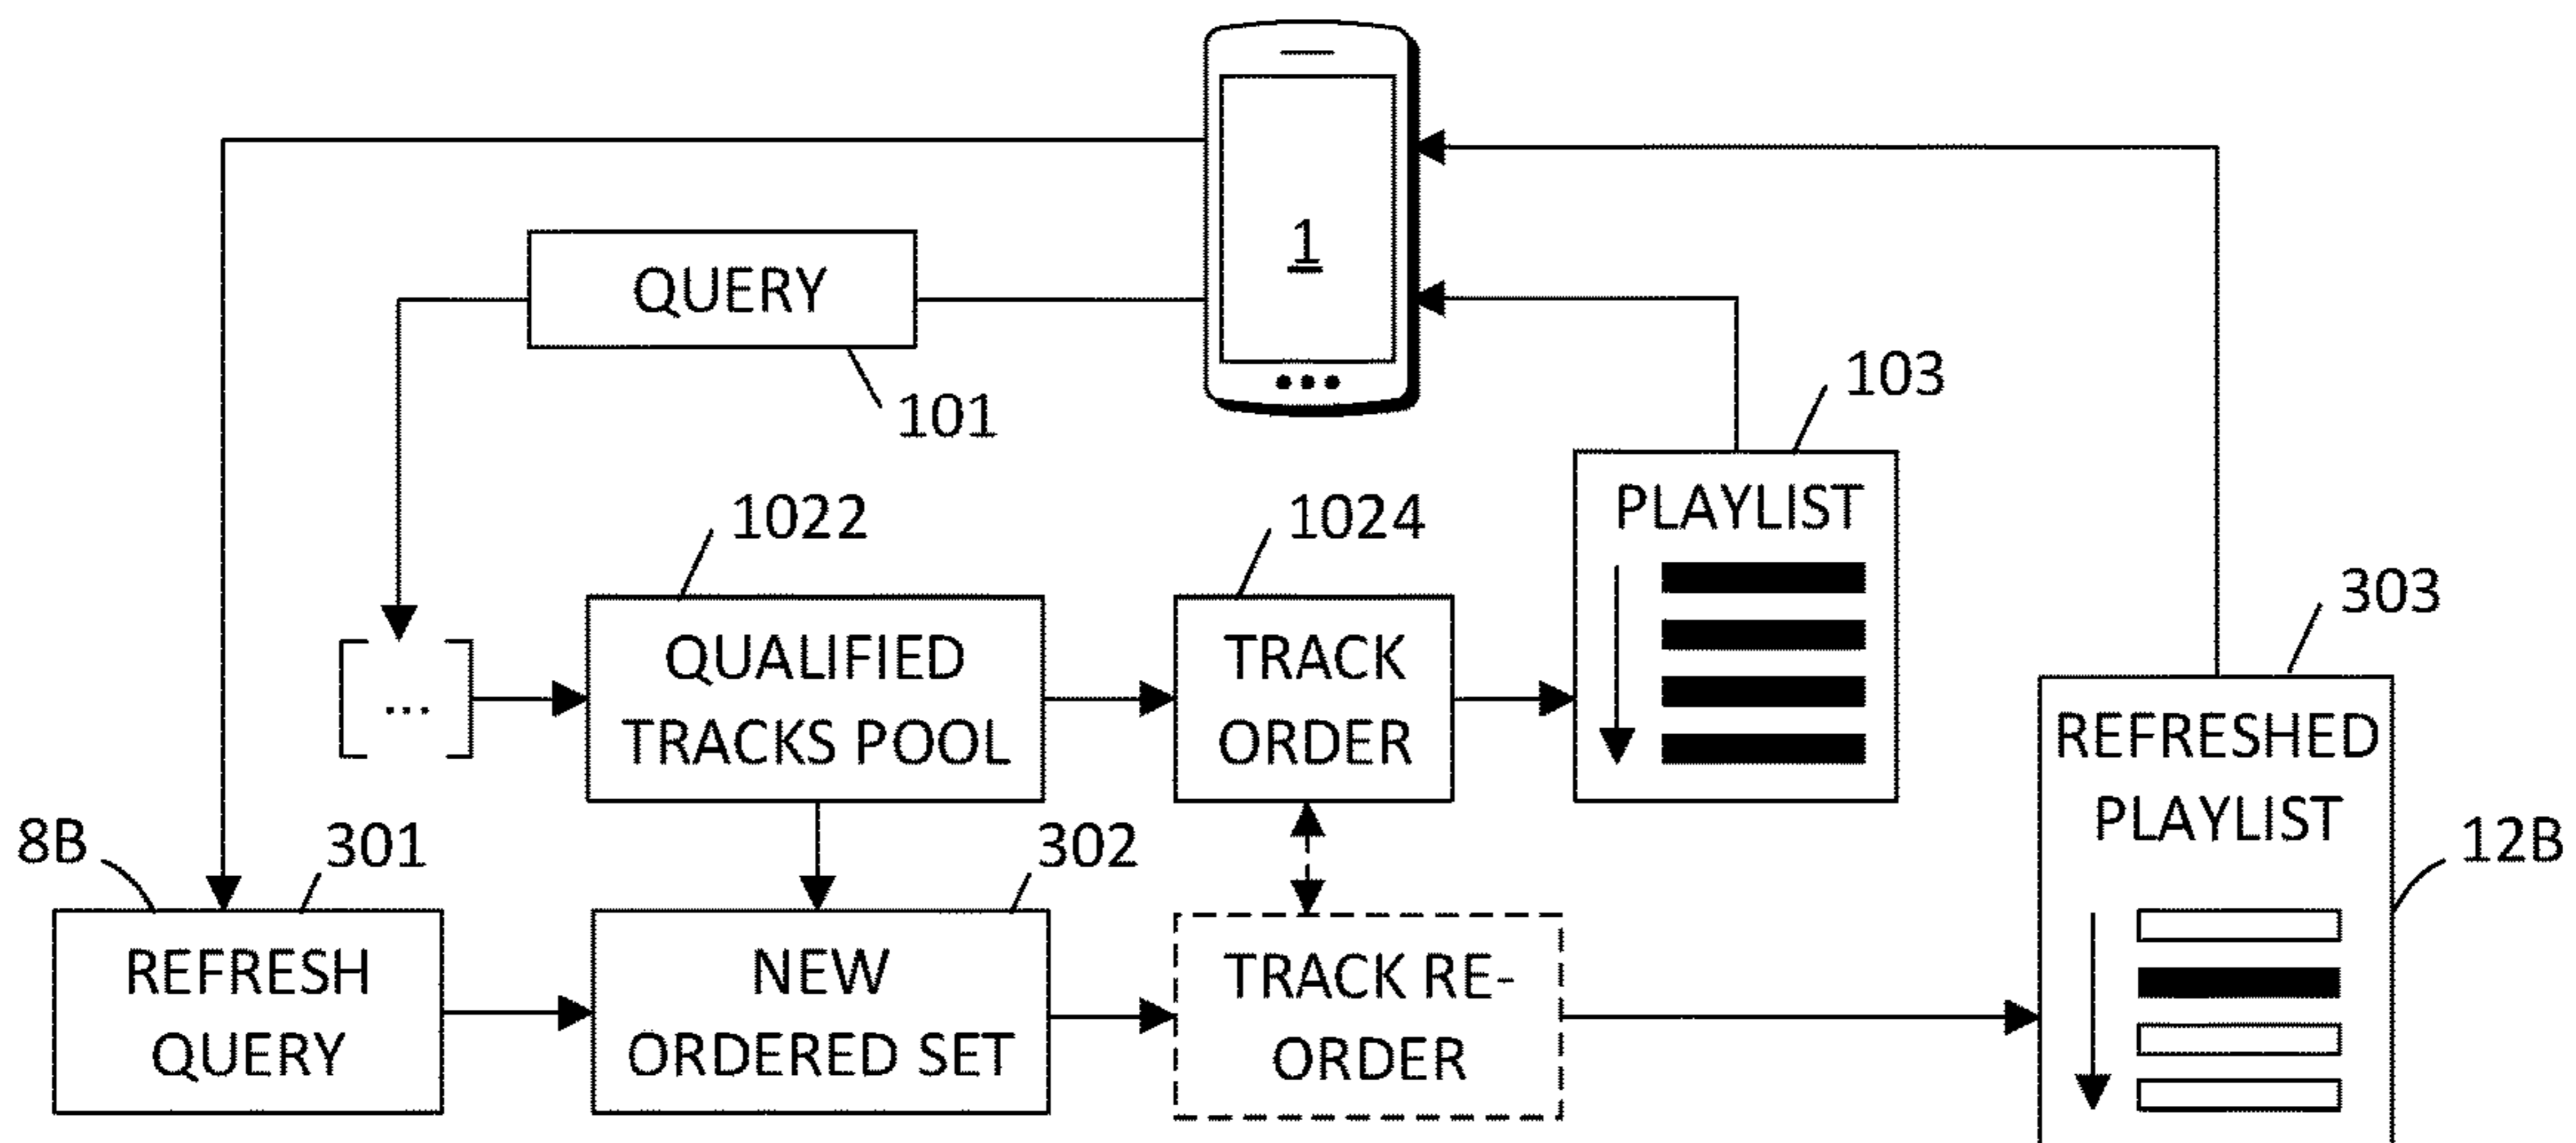 1
QUERY
101
103
PLAYLIST
1022
1024
QUALIFIED
TRACKS POOL
TRACK
ORDER
...
303
REFRESHED
PLAYLIST
12B
8B
301
302
REFRESH
QUERY
NEW
ORDERED SET
TRACK RE-
ORDER